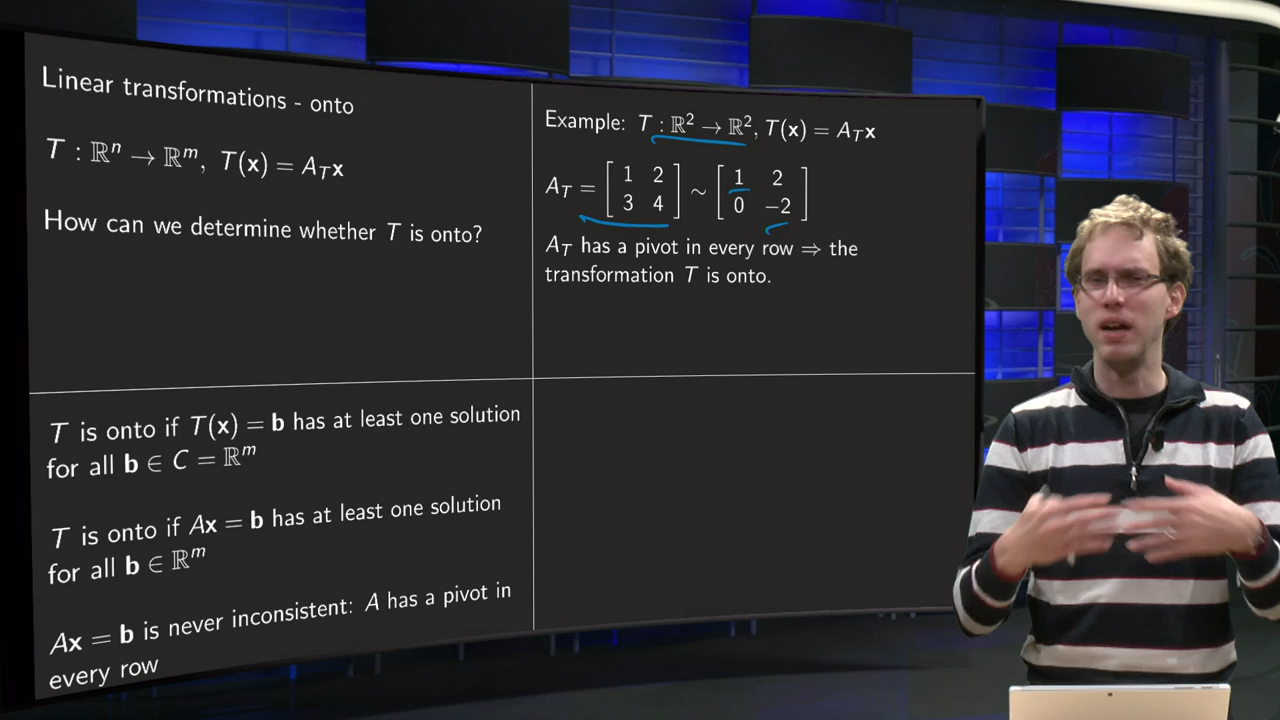 Linear transformations - onto
T : ℝⁿ → ℝᵐ, T(x) = A_T x
How can we determine whether T is onto?
Example: T : ℝ² → ℝ², T(x) = A_T x
A_T = [1 2; 3 4] ~ [1 2; 0 −2]
A_T has a pivot in every row ⇒ the
transformation T is onto.
T is onto if T(x) = b has at least one solution
for all b ∈ C = ℝᵐ
T is onto if Ax = b has at least one solution
for all b ∈ ℝᵐ
Ax = b is never inconsistent: A has a pivot in
every row